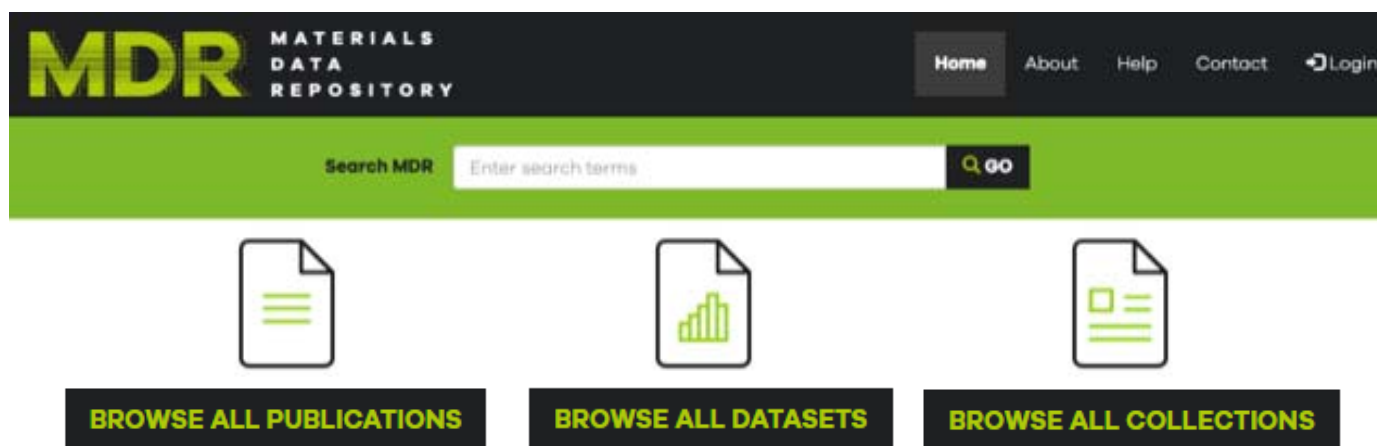 MDR
MATERIALS
DATA
REPOSITORY
Home About Help Contact Login
Search MDR Enter search terms GO
BROWSE ALL PUBLICATIONS BROWSE ALL DATASETS BROWSE ALL COLLECTIONS